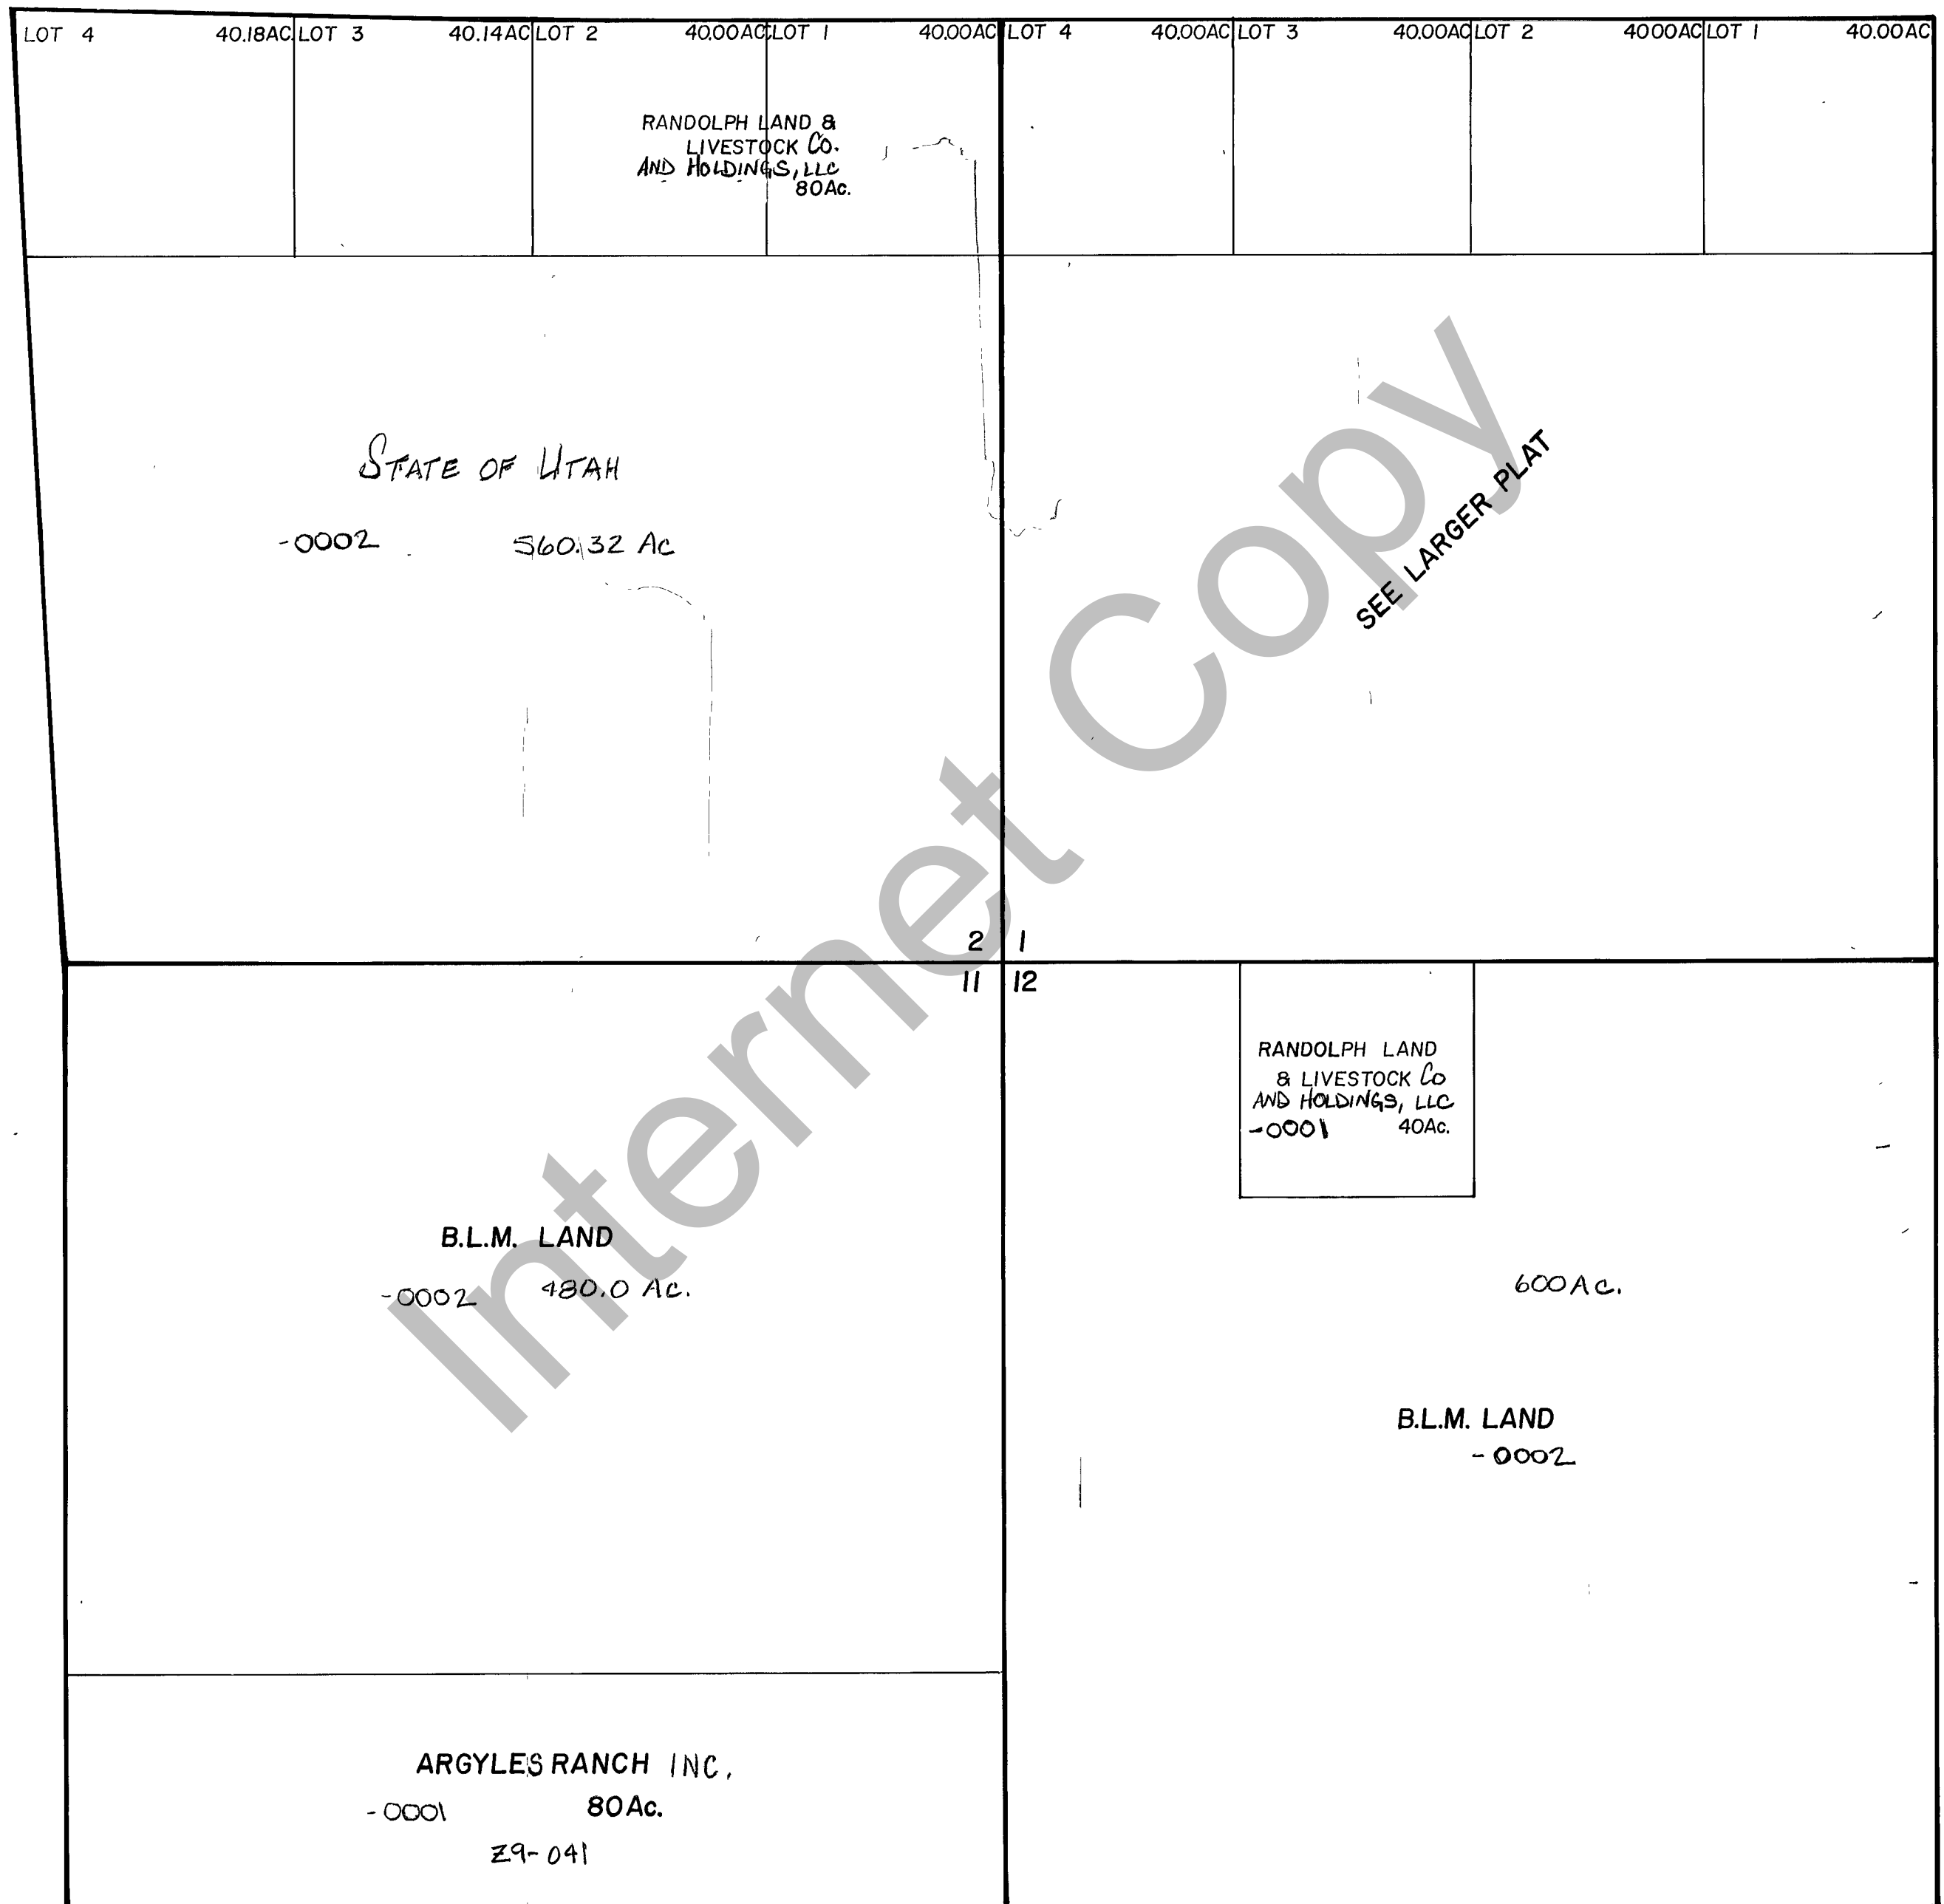 LOT 4 40.18AC. LOT 3 40.14AC LOT 2 40.00AC LOT 1 40.00AC LOT 4 40.00AC LOT 3 40.00AC LOT 2 4000AC LOT 1 40.00AC
RANDOLPH LAND &
LIVESTOCK Co.
AND HOLDINGS, LLC
80Ac.
STATE OF UTAH
-0002 560.32 Ac
SEE LARGER PLAT
2 1
11 12
RANDOLPH LAND
& LIVESTOCK Co
AND HOLDINGS, LLC
-0001 40Ac.
B.L.M. LAND
-0002 480.0 Ac.
600Ac.
B.L.M. LAND
-0002
ARGYLES RANCH INC.
-0001 80Ac.
Z9-041
Internet Copy